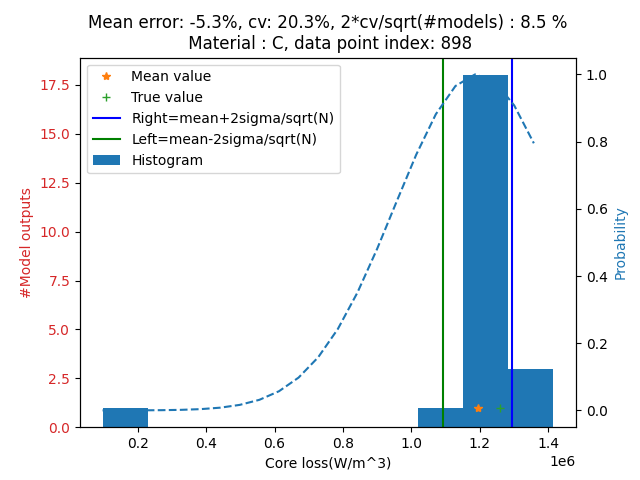 Mean error: -5.3%, cv: 20.3%, 2*cv/sqrt(#models) : 8.5 %
Material : C, data point index: 898
Mean value
True value
Right=mean+2sigma/sqrt(N)
Left=mean-2sigma/sqrt(N)
Histogram
#Model outputs
17.5
15.0
12.5
10.0
7.5
5.0
2.5
0.0
Probability
1.0
0.8
0.6
0.4
0.2
0.0
0.2
0.4
0.6
0.8
1.0
1.2
1.4
1e6
Core loss(W/m^3)